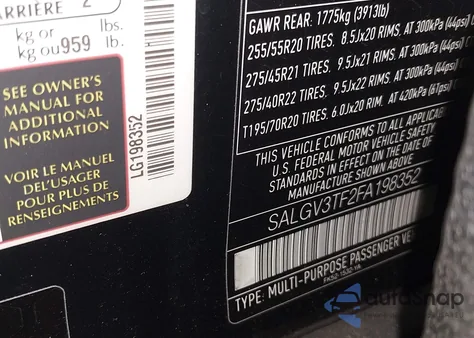 ARRIÈRE 2
kg or lbs.
kg ou 959 lb.
SEE OWNER'S
MANUAL FOR
ADDITIONAL
INFORMATION
VOIR LE MANUEL
DEL'USAGER
POUR PLUS DE
RENSEIGNEMENTS
LG198352
GAWR REAR. 1775kg (3913lb)
255/55R20 TIRES. 8.5Jx20 RIMS, AT 300kPa (44psi)
275/45R21 TIRES. 9.5Jx21 RIMS, AT 300kPa (44psi)
275/40R22 TIRES. 9.5Jx22 RIMS, AT 300kPa (44psi)
T195/70R20 TIRES. 6.0Jx20 RIM, AT 420kPa (61psi)
THIS VEHICLE CONFORMS TO ALL APPLICABL
U.S. FEDERAL MOTOR VEHICLE SAFETY
STANDARDS IN EFFECT ON THE DATE OF
MANUFACTURE SHOWN ABOVE
SALGV3TF2FA198352
TYPE: MULTI-PURPOSE PASSENGER VE
autoSnap